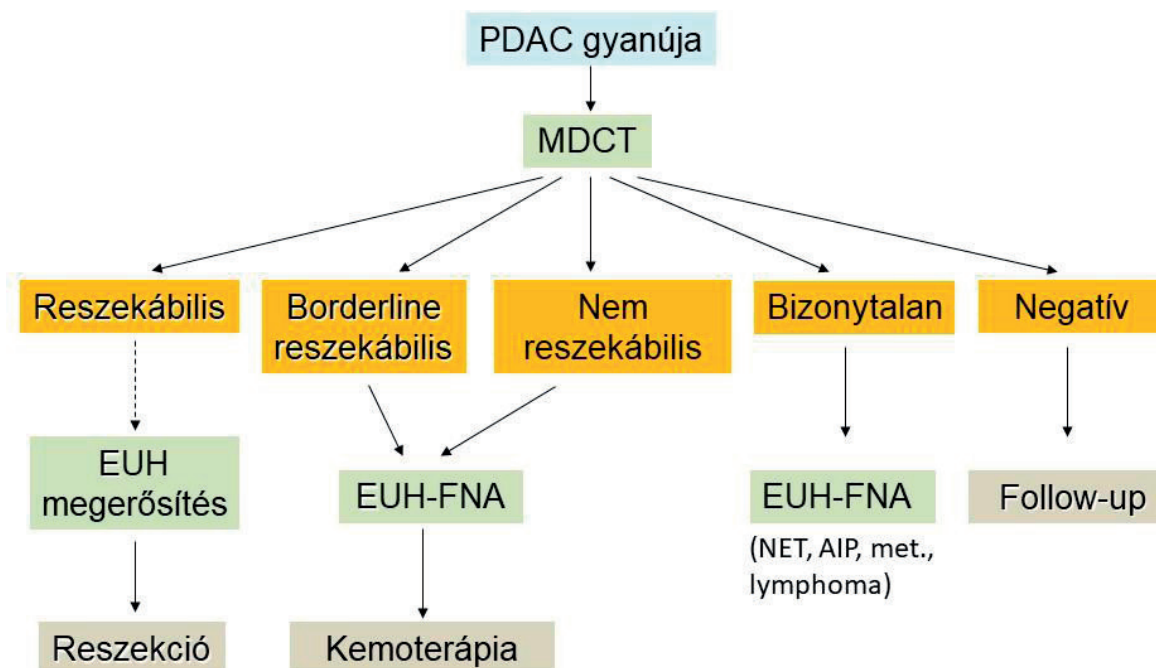 PDAC gyanúja
MDCT
Reszekábilis
Borderline
reszekábilis
Nem
reszekábilis
Bizonytalan
Negatív
EUH
megerősítés
EUH-FNA
EUH-FNA
(NET, AIP, met.,
lymphoma)
Follow-up
Reszekció
Kemoterápia